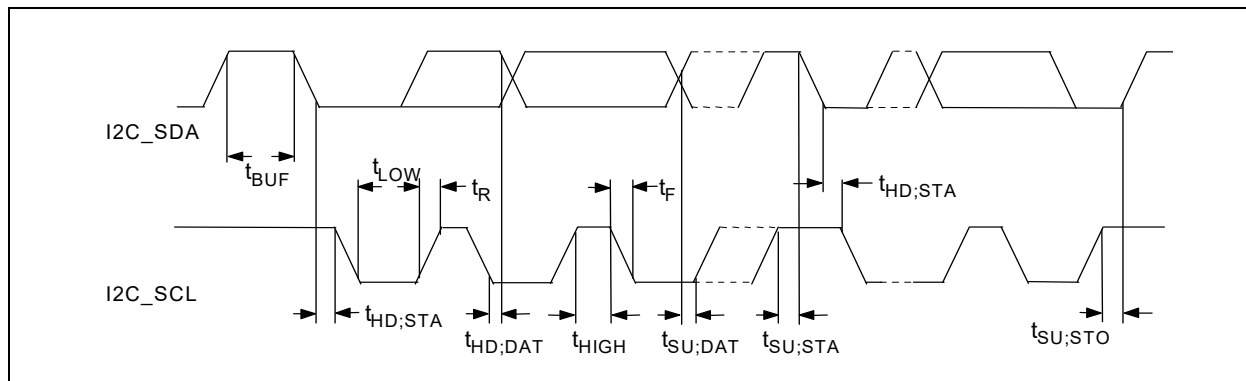 I2C_SDA
tBUF
tLOW
tR
tF
tHD;STA
I2C_SCL
tHD;STA
tHD;DAT
tHIGH
tSU;DAT
tSU;STA
tSU;STO